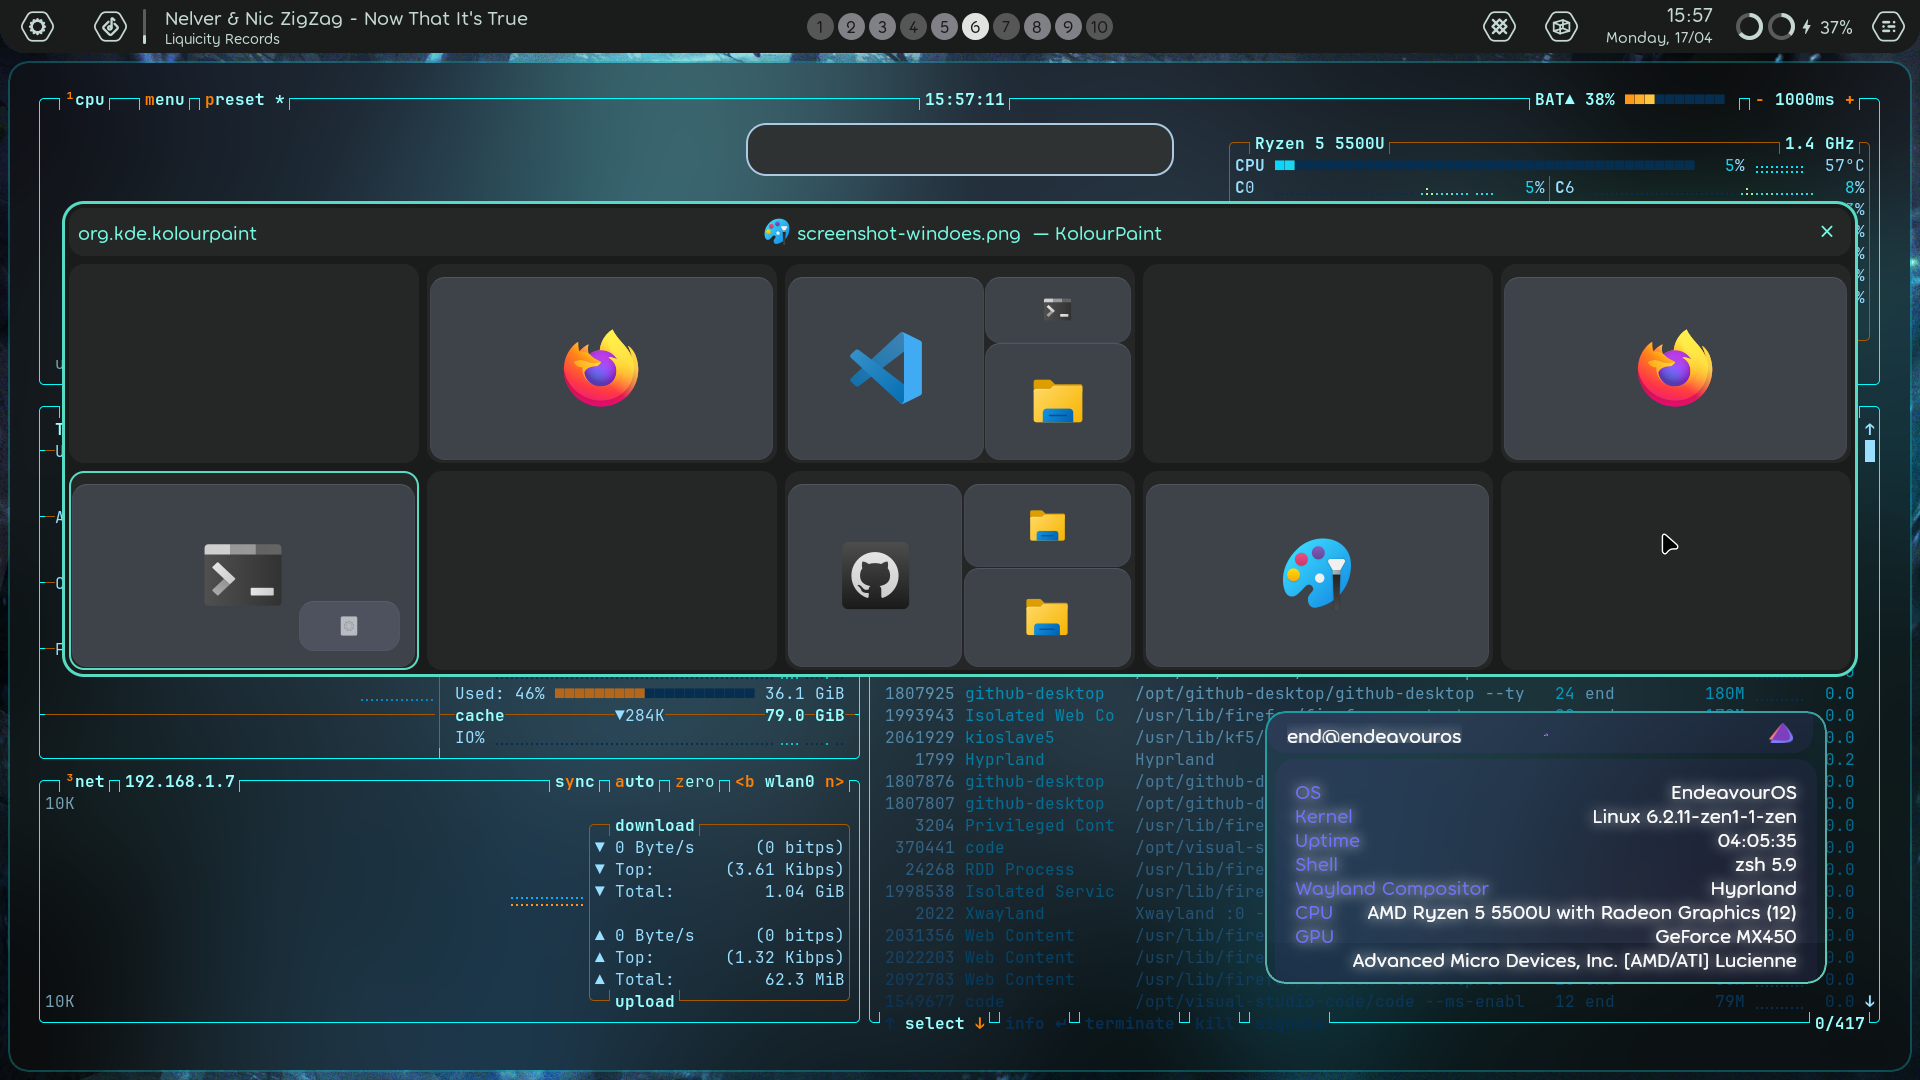 Nelver & Nic ZigZag - Now That It's True
Liquicity Records
1 2 3 4 5 6 7 8 9 10
15:57
Monday, 17/04
37%
1cpu menu preset *
15:57:11
BAT▲ 38% - 1000ms +
Ryzen 5 5500U 1.4 GHz
CPU 5% 57°C
C0 5% C6 8%
org.kde.kolourpaint
screenshot-windoes.png — KolourPaint
Used: 46% 36.1 GiB
cache ▼284K 79.0 GiB
IO%
3net 192.168.1.7 sync auto zero <b wlan0 n>
10K
download
▼ 0 Byte/s (0 bitps)
▼ Top: (3.61 Kibps)
▼ Total: 1.04 GiB
▲ 0 Byte/s (0 bitps)
▲ Top: (1.32 Kibps)
▲ Total: 62.3 MiB
upload
10K
1807925 github-desktop /opt/github-desktop/github-desktop --ty 24 end 180M 0.0
1993943 Isolated Web Co /usr/lib/firef 0.0
2061929 kioslave5 /usr/lib/kf5/ 0.0
1799 Hyprland Hyprland 0.2
1807876 github-desktop /opt/github-d 0.0
1807807 github-desktop /opt/github-d 0.0
3204 Privileged Cont /usr/lib/fire 0.0
370441 code /opt/visual-s 0.0
24268 RDD Process /usr/lib/fire 0.0
1998538 Isolated Servic /usr/lib/fire 0.0
2022 Xwayland Xwayland :0 - 0.0
2031356 Web Content /usr/lib/fire 0.0
2022203 Web Content /usr/lib/fire 0.0
2092783 Web Content /usr/lib/fire 0.0
1549677 code /opt/visual-studio-code/code --ms-enabl 12 end 79M 0.0
↑ select ↓ info ↵ terminate kill 0/417
end@endeavouros
OS EndeavourOS
Kernel Linux 6.2.11-zen1-1-zen
Uptime 04:05:35
Shell zsh 5.9
Wayland Compositor Hyprland
CPU AMD Ryzen 5 5500U with Radeon Graphics (12)
GPU GeForce MX450
Advanced Micro Devices, Inc. [AMD/ATI] Lucienne